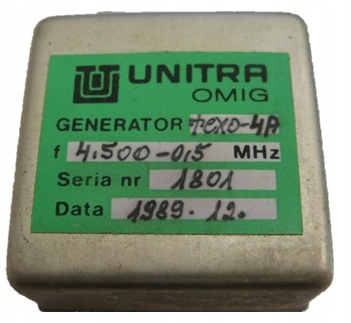 UNITRA
OMIG
GENERATOR TCXO-4A
f 4.500-0.5 MHz
Seria nr 1801
Data 1989.12.